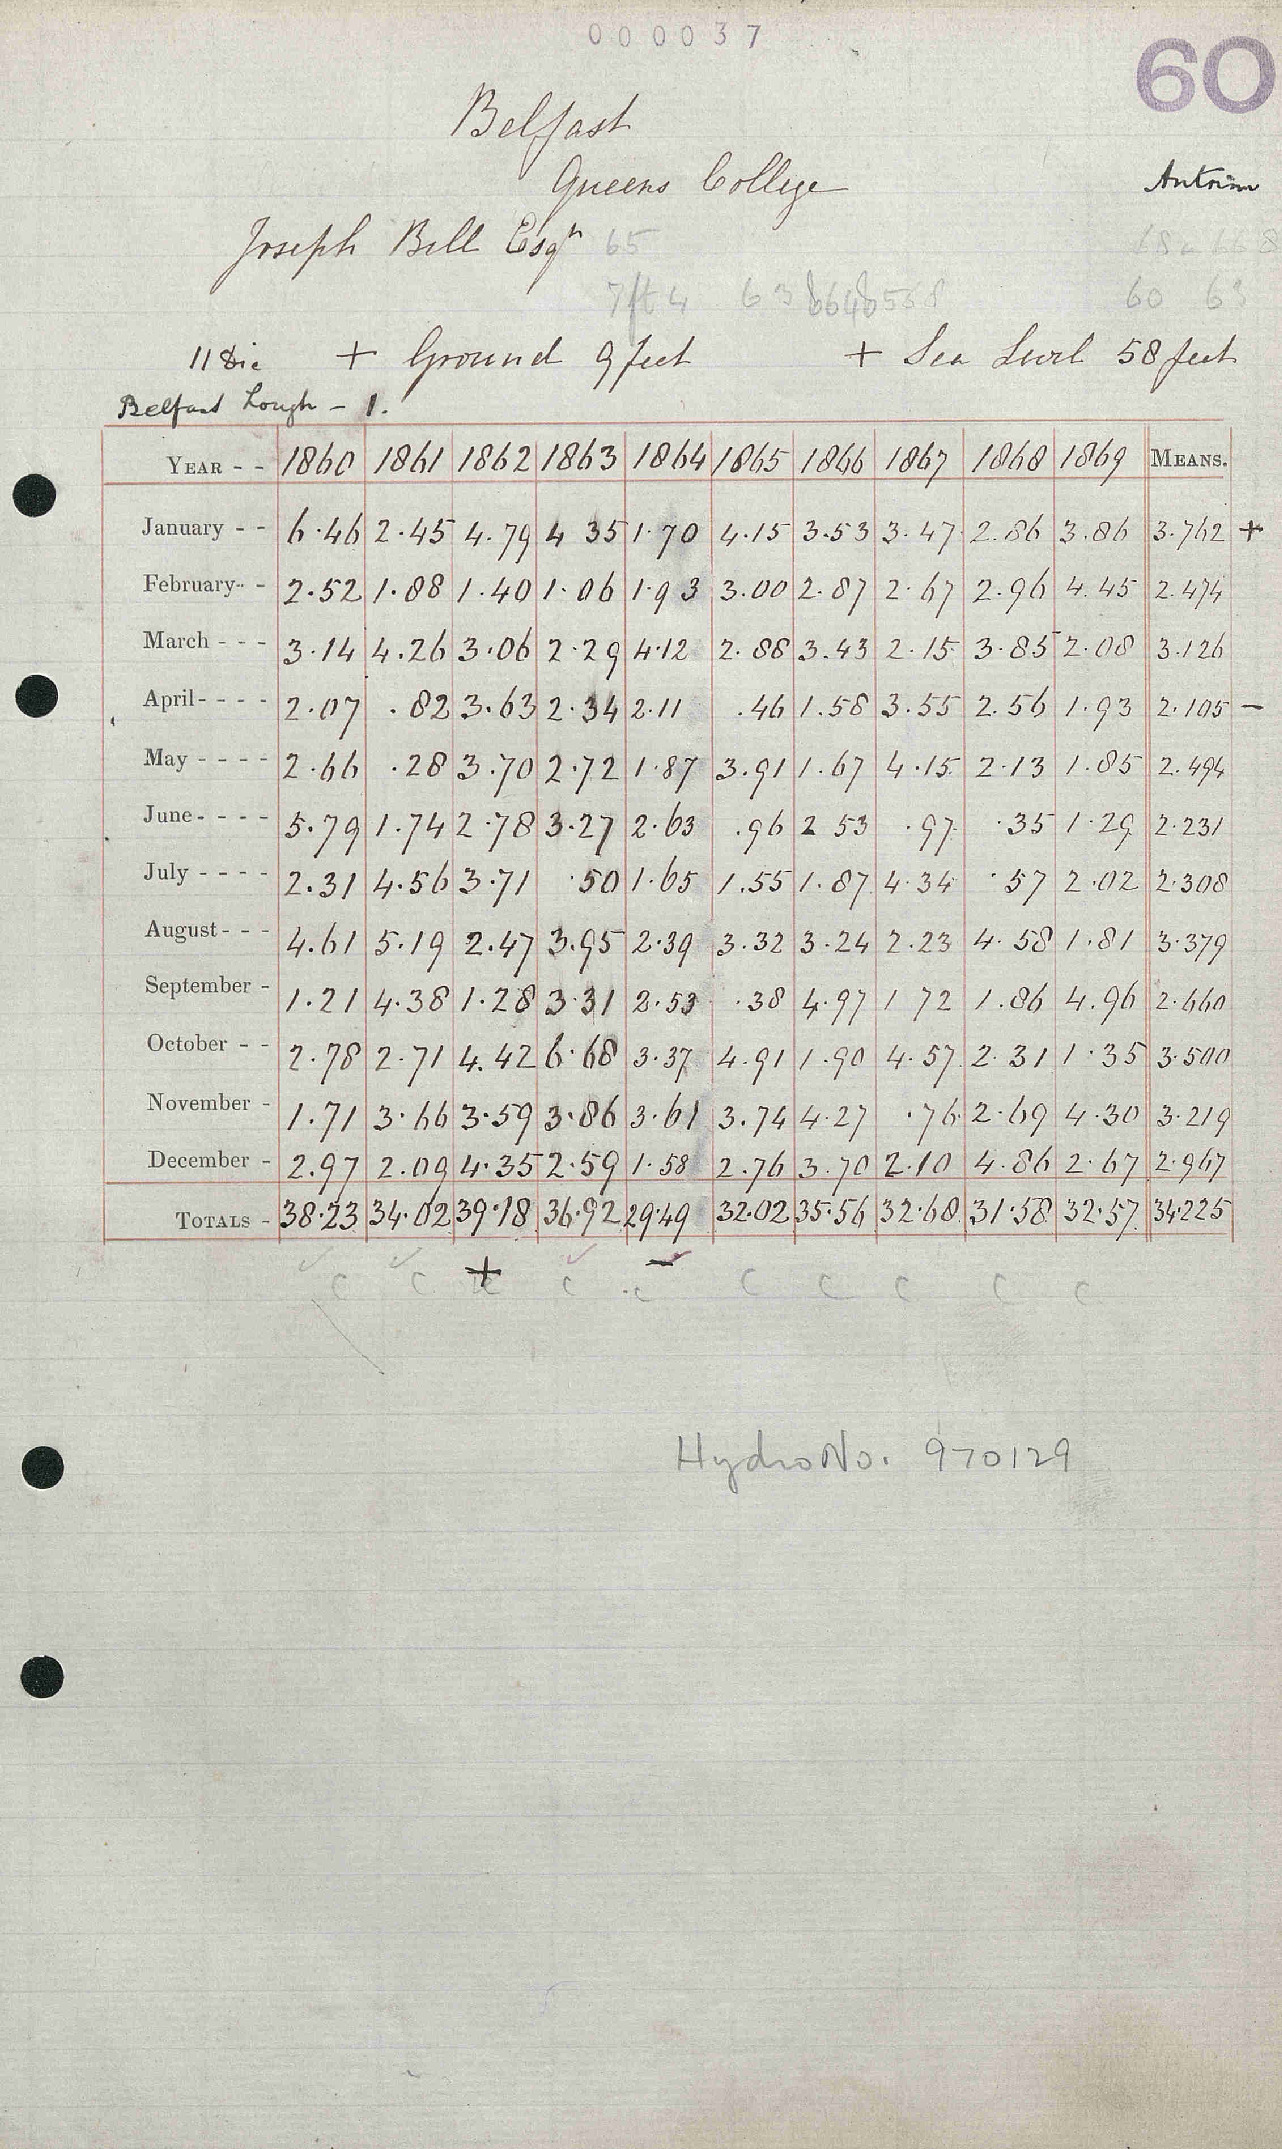 000037
60
Belfast
Queens College
Antrim
Joseph Bell Esqr 65
7ft 4 63
60 63
11 Die + Ground 9 feet + Sea Level 58 feet
Belfast Lough - 1.
YEAR - - 1860 1861 1862 1863 1864 1865 1866 1867 1868 1869 MEANS.
January - - 6.46 2.45 4.79 4 35 1.70 4.15 3.53 3.47 2.86 3.86 3.762 +
February - - 2.52 1.88 1.40 1.06 1.93 3.00 2.87 2.67 2.96 4.45 2.474
March - - - 3.14 4.26 3.06 2.29 4.12 2.88 3.43 2.15 3.85 2.08 3.126
April - - - - 2.07 .82 3.63 2.34 2.11 .46 1.58 3.55 2.56 1.93 2.105 -
May - - - - 2.66 .28 3.70 2.72 1.87 3.91 1.67 4.15 2.13 1.85 2.494
June - - - - 5.79 1.74 2.78 3.27 2.63 .96 2 53 .97 .35 1.29 2.231
July - - - - 2.31 4.56 3.71 .50 1.65 1.55 1.87 4.34 .57 2.02 2.308
August - - - 4.61 5.19 2.47 3.95 2.39 3.32 3.24 2.23 4.58 1.81 3.379
September - 1.21 4.38 1.28 3.31 2.53 .38 4.97 1 72 1.86 4.96 2.660
October - - 2.78 2.71 4.42 6.68 3.37 4.91 1.90 4.57 2.31 1.35 3.500
November - 1.71 3.66 3.59 3.86 3.61 3.74 4.27 .76 2.69 4.30 3.219
December - 2.97 2.09 4.35 2.59 1.58 2.76 3.70 2.10 4.86 2.67 2.967
TOTALS - 38.23 34.02 39.18 36.92 29.49 32.02 35.56 32.68 31.58 32.57 34.225
c c + c - c c c c c c
Hydro No. 970129